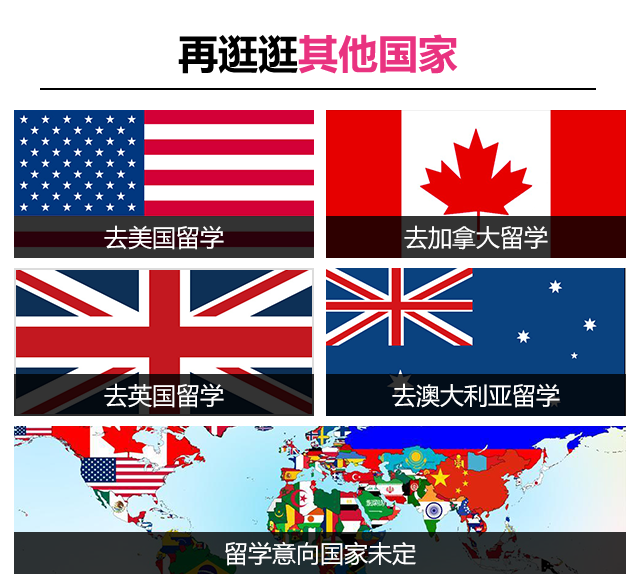 再逛逛其他国家
去美国留学
去加拿大留学
去英国留学
去澳大利亚留学
留学意向国家未定